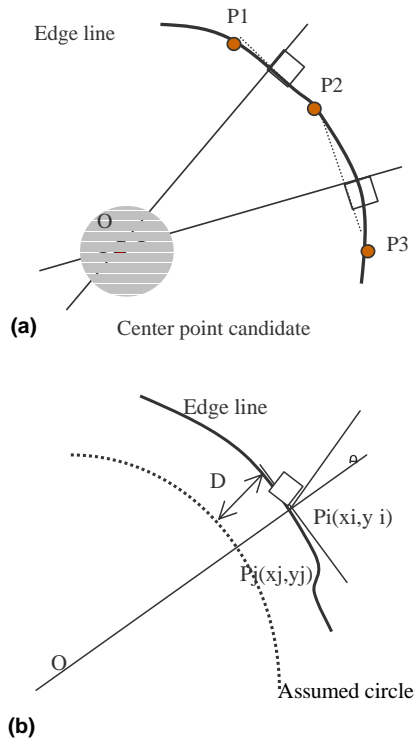 P1
Edge line
P2
O
P3
(a)
Center point candidate
Edge line
θ
D
Pi(xi,y i)
Pj(xj,yj)
O
Assumed circle
(b)